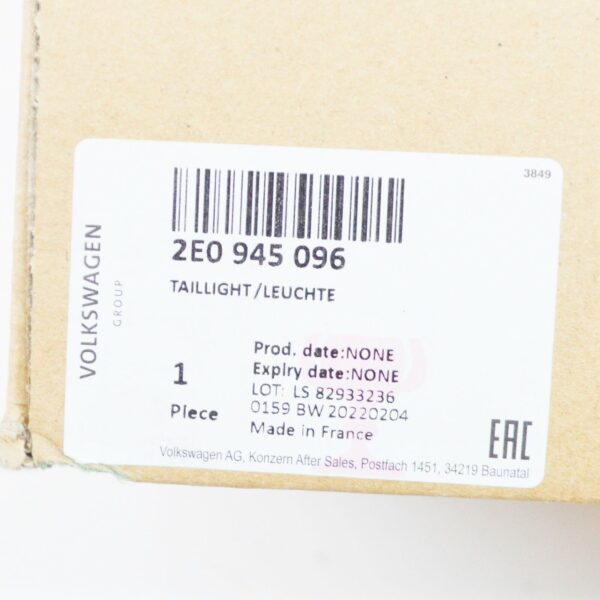 3849
2E0 945 096
TAILLIGHT/LEUCHTE
VOLKSWAGEN
GROUP
1
Piece
Prod. date:NONE
Expiry date:NONE
LOT: LS 82933236
0159 BW 20220204
Made in France
EAC
Volkswagen AG, Konzern After Sales, Postfach 1451, 34219 Baunatal